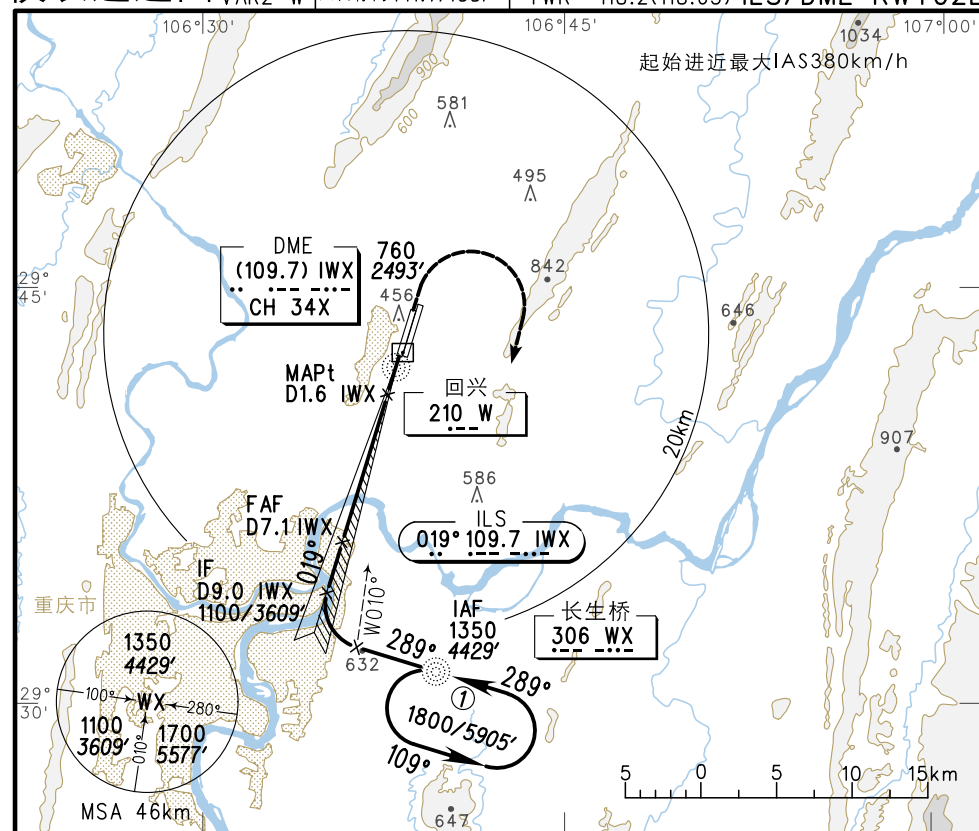 106°30'
106°45'
107°00'
1034
起始进近最大IAS380km/h
900
600
581
495
DME
(109.7) IWX
CH 34X
760
2493'
456
842
29°
45'
646
MAPt
D1.6 IWX
回兴
210 W
20km
907
586
FAF
D7.1 IWX
ILS
019° 109.7 IWX
019°
IF
D9.0 IWX
1100/3609'
重庆市
W010°
IAF
1350
4429'
长生桥
306 WX
632
289°
289°
①
1800/5905'
109°
29°
30'
1350
4429'
100°
WX
280°
1100
3609'
010°
1700
5577'
MSA 46km
5 0 5 10 15km
647